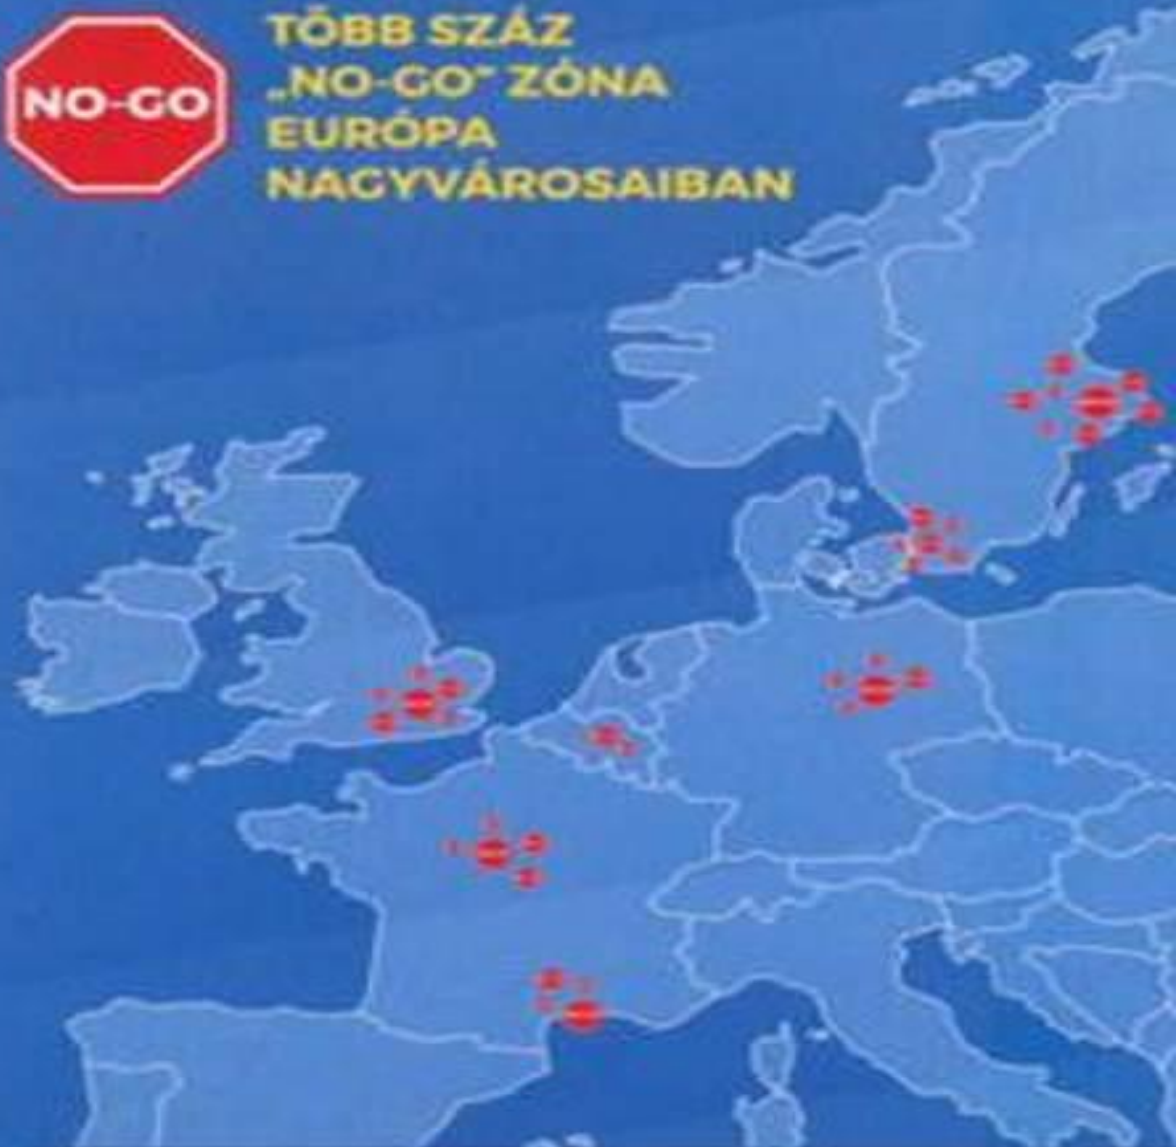 NO-GO
TÖBB SZÁZ
„NO-GO” ZÓNA
EURÓPA
NAGYVÁROSAIBAN